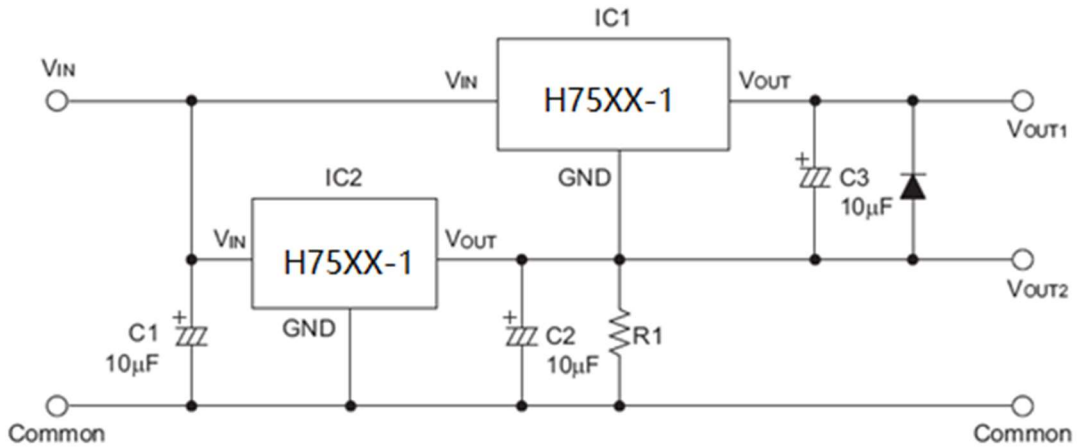 IC1
VIN
VIN
VOUT
H75XX-1
VOUT1
GND
C3
10μF
+
IC2
VIN
VOUT
H75XX-1
VOUT2
GND
+
C1
10μF
+
C2
10μF
R1
Common
Common